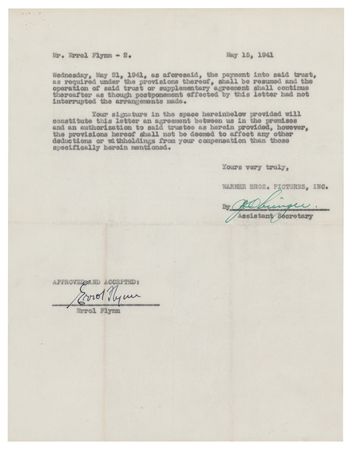 Mr. Errol Flynn - 2. May 15, 1941
Wednesday, May 21, 1941, as aforesaid, the payment into said trust,
as required under the provisions thereof, shall be resumed and the
operation of said trust or supplementary agreement shall continue
thereafter as though postponement effected by this letter had not
interrupted the arrangements made.
Your signature in the space hereinbelow provided will
constitute this letter an agreement between us in the premises
and an authorization to said trustee as herein provided, however,
the provisions hereof shall not be deemed to affect any other
deductions or withholdings from your compensation than those
specifically herein mentioned.
Yours very truly,
WARNER BROS. PICTURES, INC.
By
Assistant Secretary
APPROVED AND ACCEPTED:
Errol Flynn
Errol Flynn